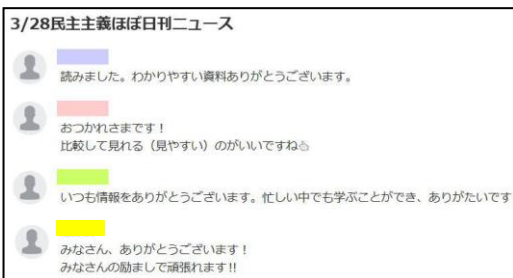 3/28民主主義ほぼ日刊ニュース
読みました。わかりやすい資料ありがとうございます。
おつかれさまです！
比較して見れる（見やすい）のがいいですね👍
いつも情報をありがとうございます。忙しい中でも学ぶことができ、ありがたいです
みなさん、ありがとうございます！
みなさんの励ましで頑張れます!!